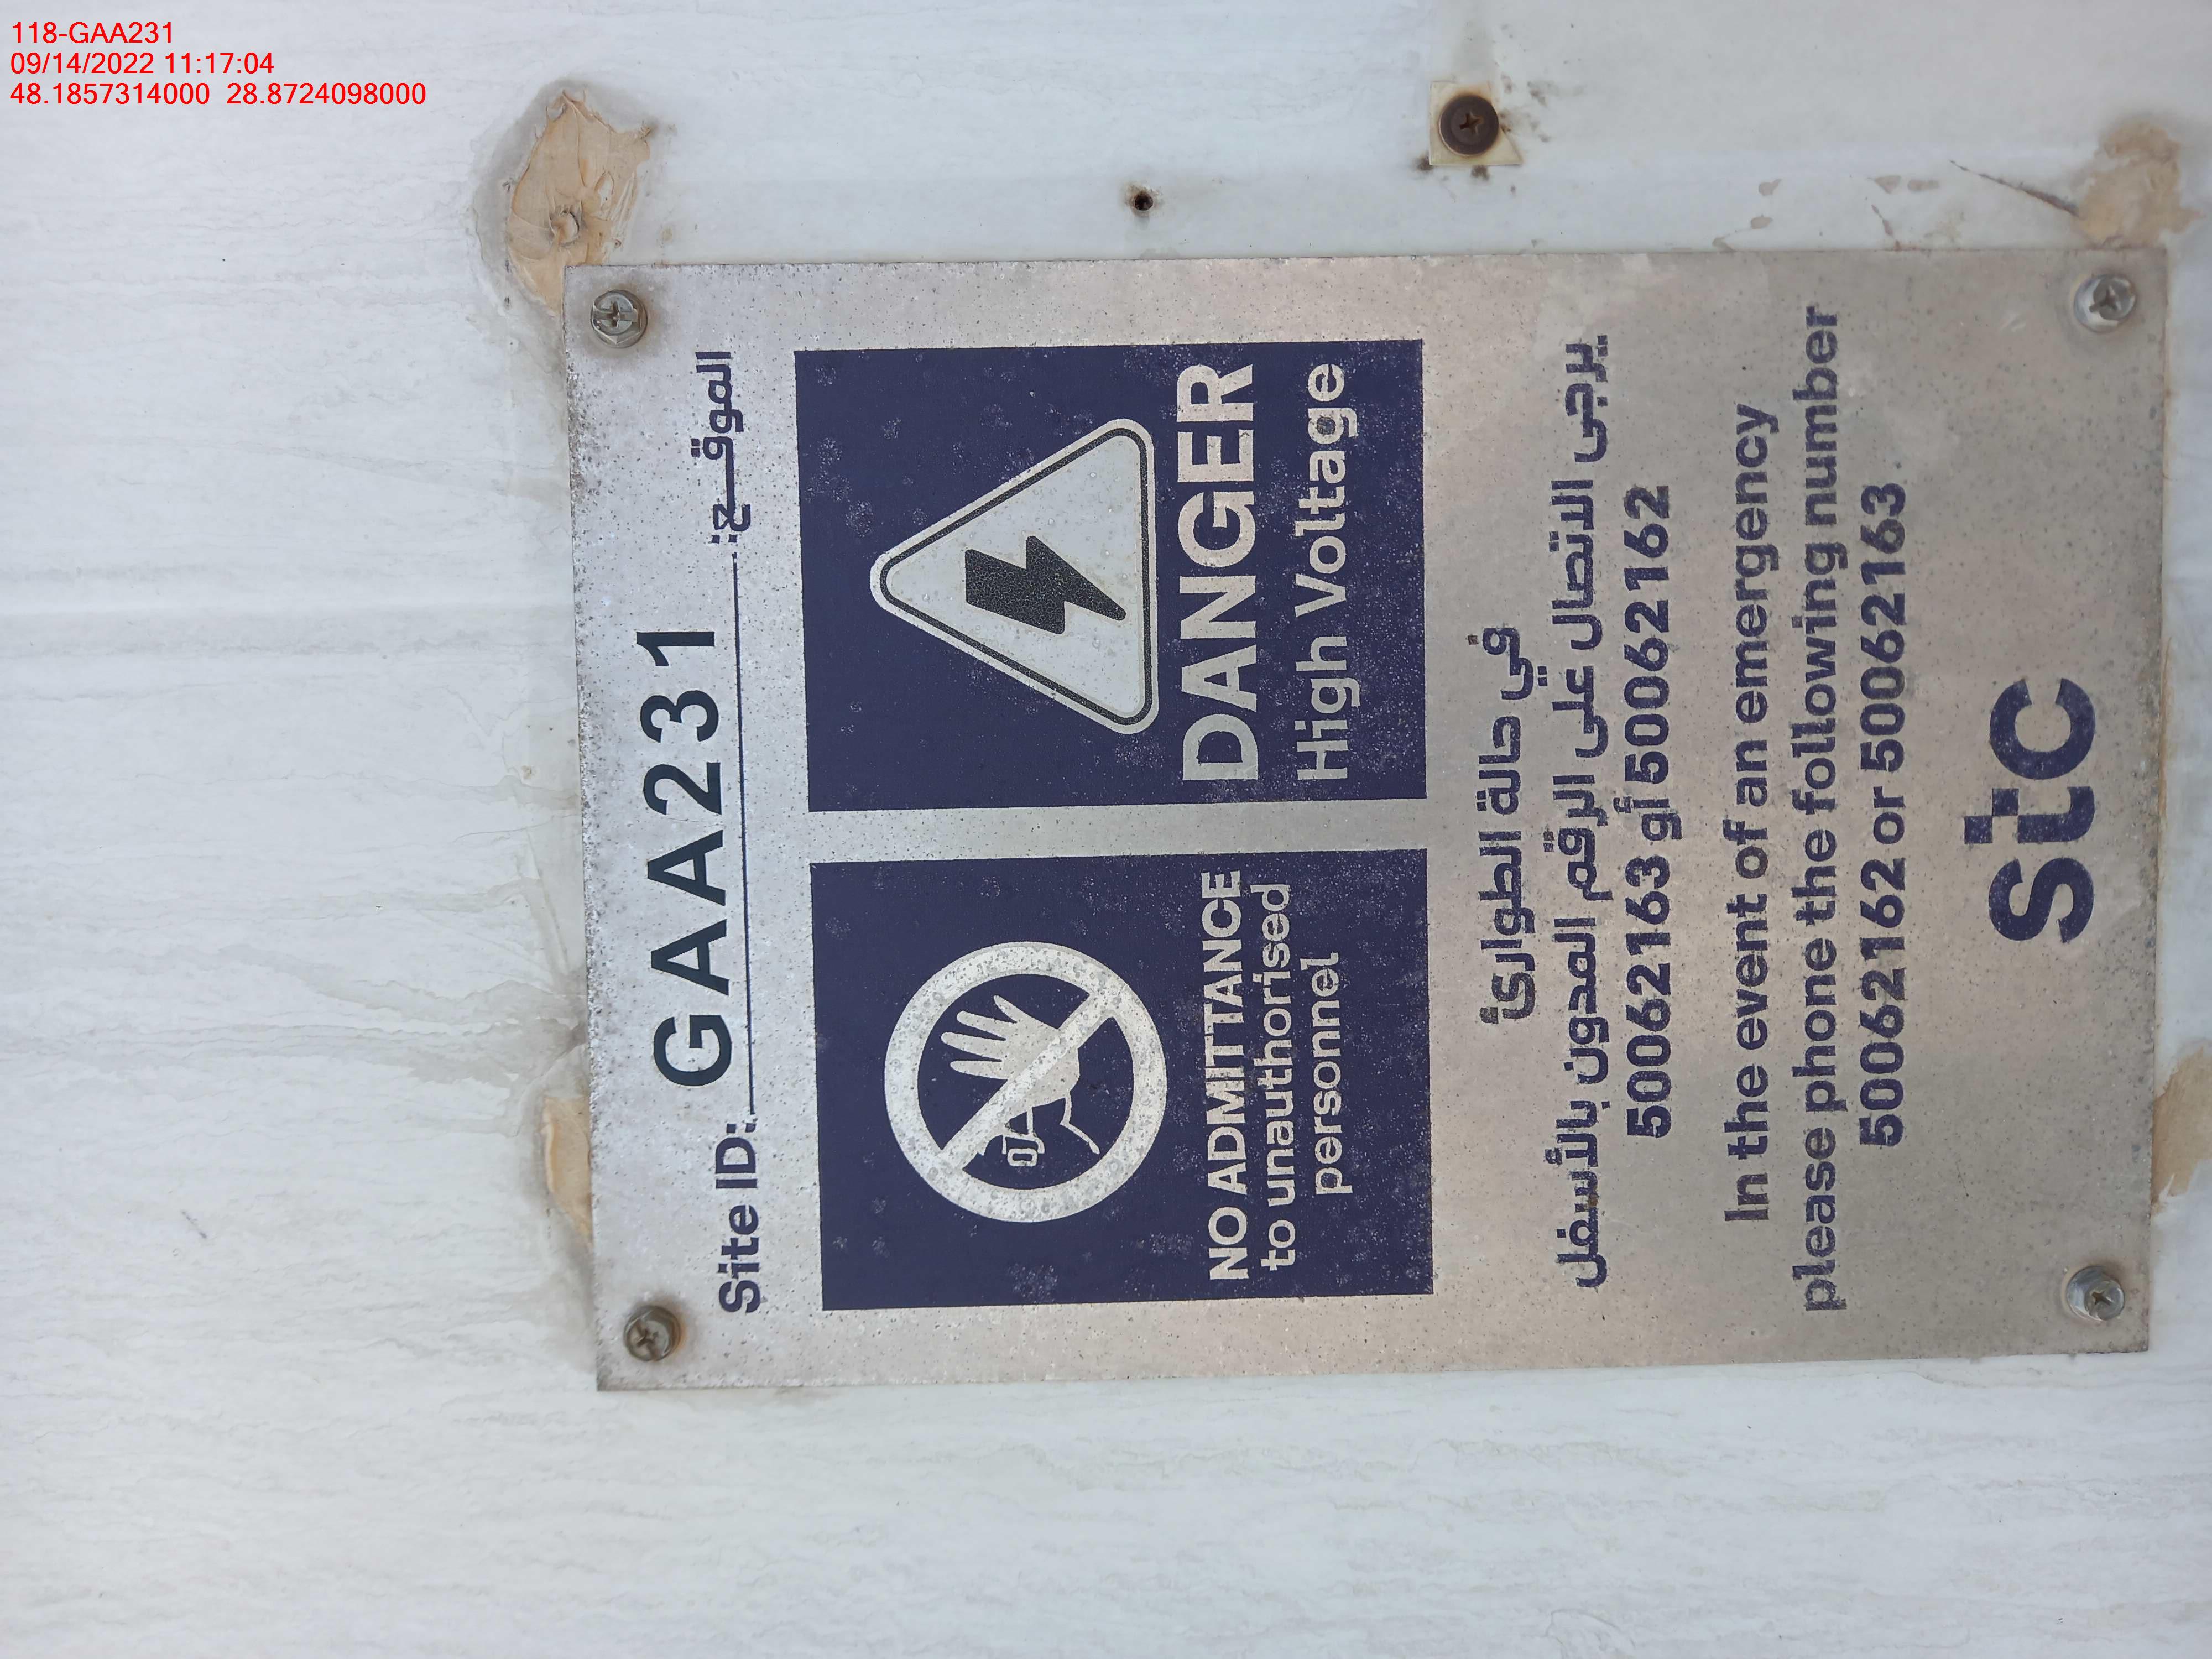 118-GAA231
09/14/2022 11:17:04
48.1857314000 28.8724098000
Site ID: GAA231 الموقـــع:
NO ADMITTANCE
to unauthorised
personnel
DANGER
High Voltage
في حالة الطوارئ
يرجى الاتصال على الرقم المدون بالأسفل
50062162 أو 50062163
In the event of an emergency
please phone the following number
50062162 or 50062163
stc